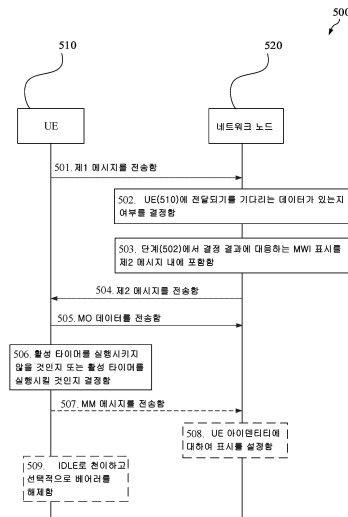 500
510
520
UE
네트워크 노드
501. 제1 메시지를 전송함
502. UE(510)에 전달되기를 기다리는 데이터가 있는지
여부를 결정함
503. 단계(502)에서 결정 결과에 대응하는 MWI 표시를
제2 메시지 내에 포함함
504. 제2 메시지를 전송함
505. MO 데이터를 전송함
506. 활성 타이머를 실행시키지
않을 것인지 또는 활성 타이머를
실행시킬 것인지 결정함
507. MM 메시지를 전송함
508. UE 아이덴티티에
대하여 표시를 설정함
509. IDLE로 천이하고
선택적으로 베어러를
해제함